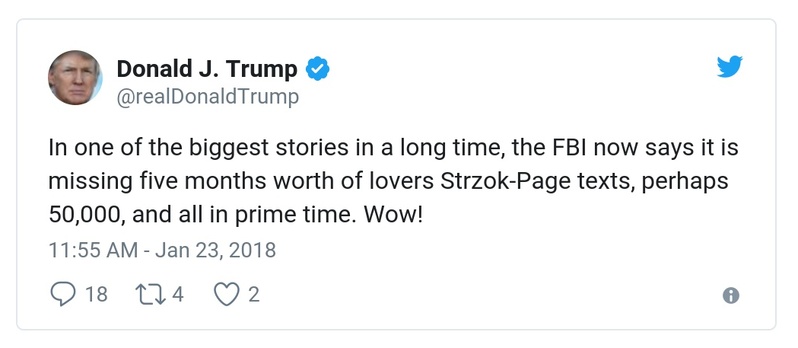 Donald J. Trump
@realDonaldTrump
In one of the biggest stories in a long time, the FBI now says it is
missing five months worth of lovers Strzok-Page texts, perhaps
50,000, and all in prime time. Wow!
11:55 AM - Jan 23, 2018
18 4 2